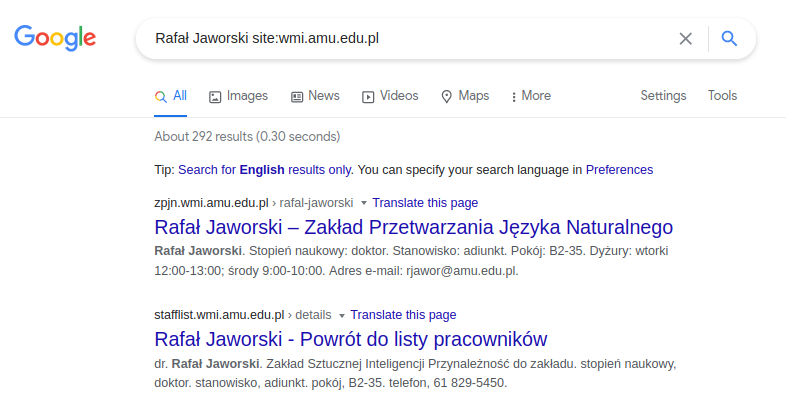 Google
Rafał Jaworski site:wmi.amu.edu.pl
All Images News Videos Maps More Settings Tools
About 292 results (0.30 seconds)
Tip: Search for English results only. You can specify your search language in Preferences
zpjn.wmi.amu.edu.pl › rafal-jaworski Translate this page
Rafał Jaworski – Zakład Przetwarzania Języka Naturalnego
Rafał Jaworski. Stopień naukowy: doktor. Stanowisko: adiunkt. Pokój: B2-35. Dyżury: wtorki
12:00-13:00; środy 9:00-10:00. Adres e-mail: rjawor@amu.edu.pl.
stafflist.wmi.amu.edu.pl › details Translate this page
Rafał Jaworski - Powrót do listy pracowników
dr. Rafał Jaworski. Zakład Sztucznej Inteligencji Przynależność do zakładu. stopień naukowy,
doktor. stanowisko, adiunkt. pokój, B2-35. telefon, 61 829-5450.